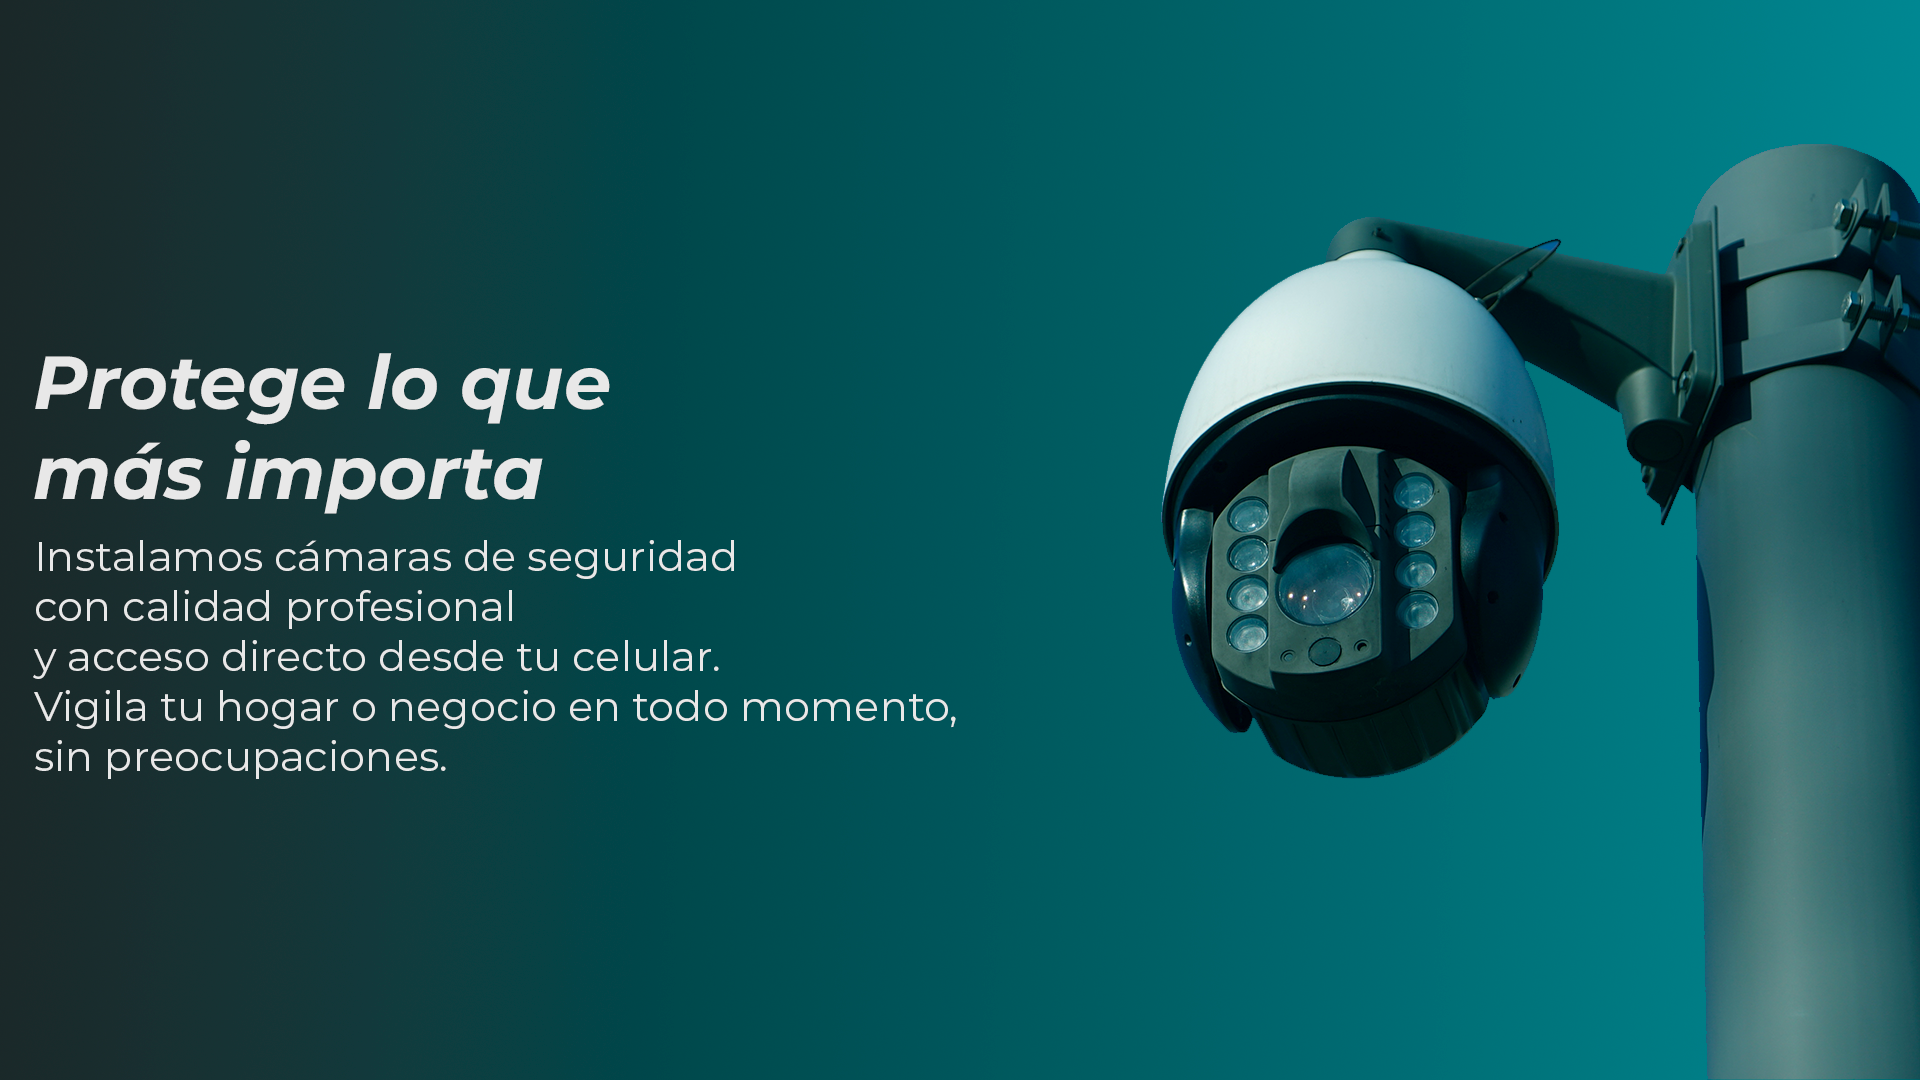 Protege lo que
más importa
Instalamos cámaras de seguridad
con calidad profesional
y acceso directo desde tu celular.
Vigila tu hogar o negocio en todo momento,
sin preocupaciones.